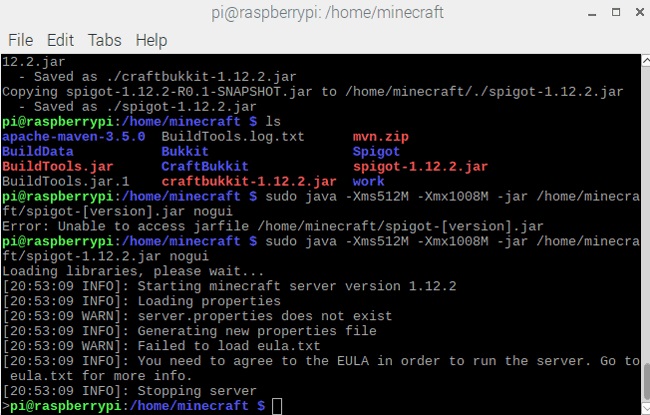 pi@raspberrypi: /home/minecraft
File Edit Tabs Help
12.2.jar
  - Saved as ./craftbukkit-1.12.2.jar
Copying spigot-1.12.2-R0.1-SNAPSHOT.jar to /home/minecraft/./spigot-1.12.2.jar
  - Saved as ./spigot-1.12.2.jar
pi@raspberrypi:/home/minecraft $ ls
apache-maven-3.5.0  BuildTools.log.txt      mvn.zip
BuildData           Bukkit                  Spigot
BuildTools.jar      CraftBukkit             spigot-1.12.2.jar
BuildTools.jar.1    craftbukkit-1.12.2.jar  work
pi@raspberrypi:/home/minecraft $ sudo java -Xms512M -Xmx1008M -jar /home/minecra
ft/spigot-[version].jar nogui
Error: Unable to access jarfile /home/minecraft/spigot-[version].jar
pi@raspberrypi:/home/minecraft $ sudo java -Xms512M -Xmx1008M -jar /home/minecra
ft/spigot-1.12.2.jar nogui
Loading libraries, please wait...
[20:53:09 INFO]: Starting minecraft server version 1.12.2
[20:53:09 INFO]: Loading properties
[20:53:09 WARN]: server.properties does not exist
[20:53:09 INFO]: Generating new properties file
[20:53:09 WARN]: Failed to load eula.txt
[20:53:09 INFO]: You need to agree to the EULA in order to run the server. Go to
 eula.txt for more info.
[20:53:09 INFO]: Stopping server
>pi@raspberrypi:/home/minecraft $